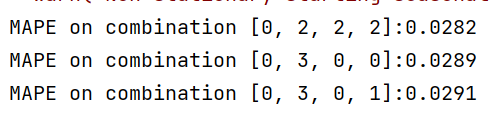 MAPE on combination [0, 2, 2, 2]:0.0282
MAPE on combination [0, 3, 0, 0]:0.0289
MAPE on combination [0, 3, 0, 1]:0.0291